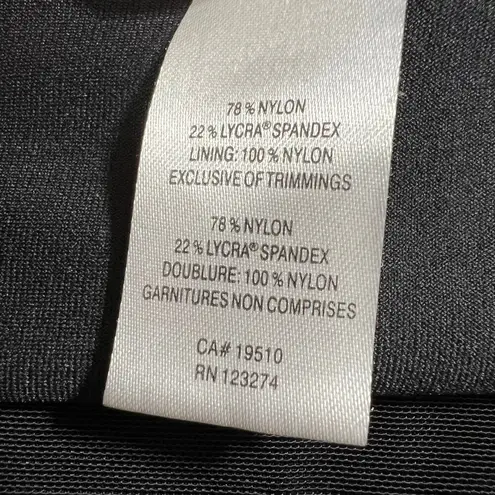 78 % NYLON
22 % LYCRA® SPANDEX
LINING: 100 % NYLON
EXCLUSIVE OF TRIMMINGS
78 % NYLON
22 % LYCRA® SPANDEX
DOUBLURE: 100 % NYLON
GARNITURES NON COMPRISES
CA# 19510
RN 123274